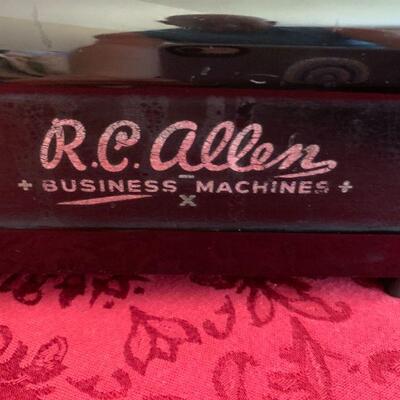 R.C. Allen
+ BUSINESS MACHINES ÷
x